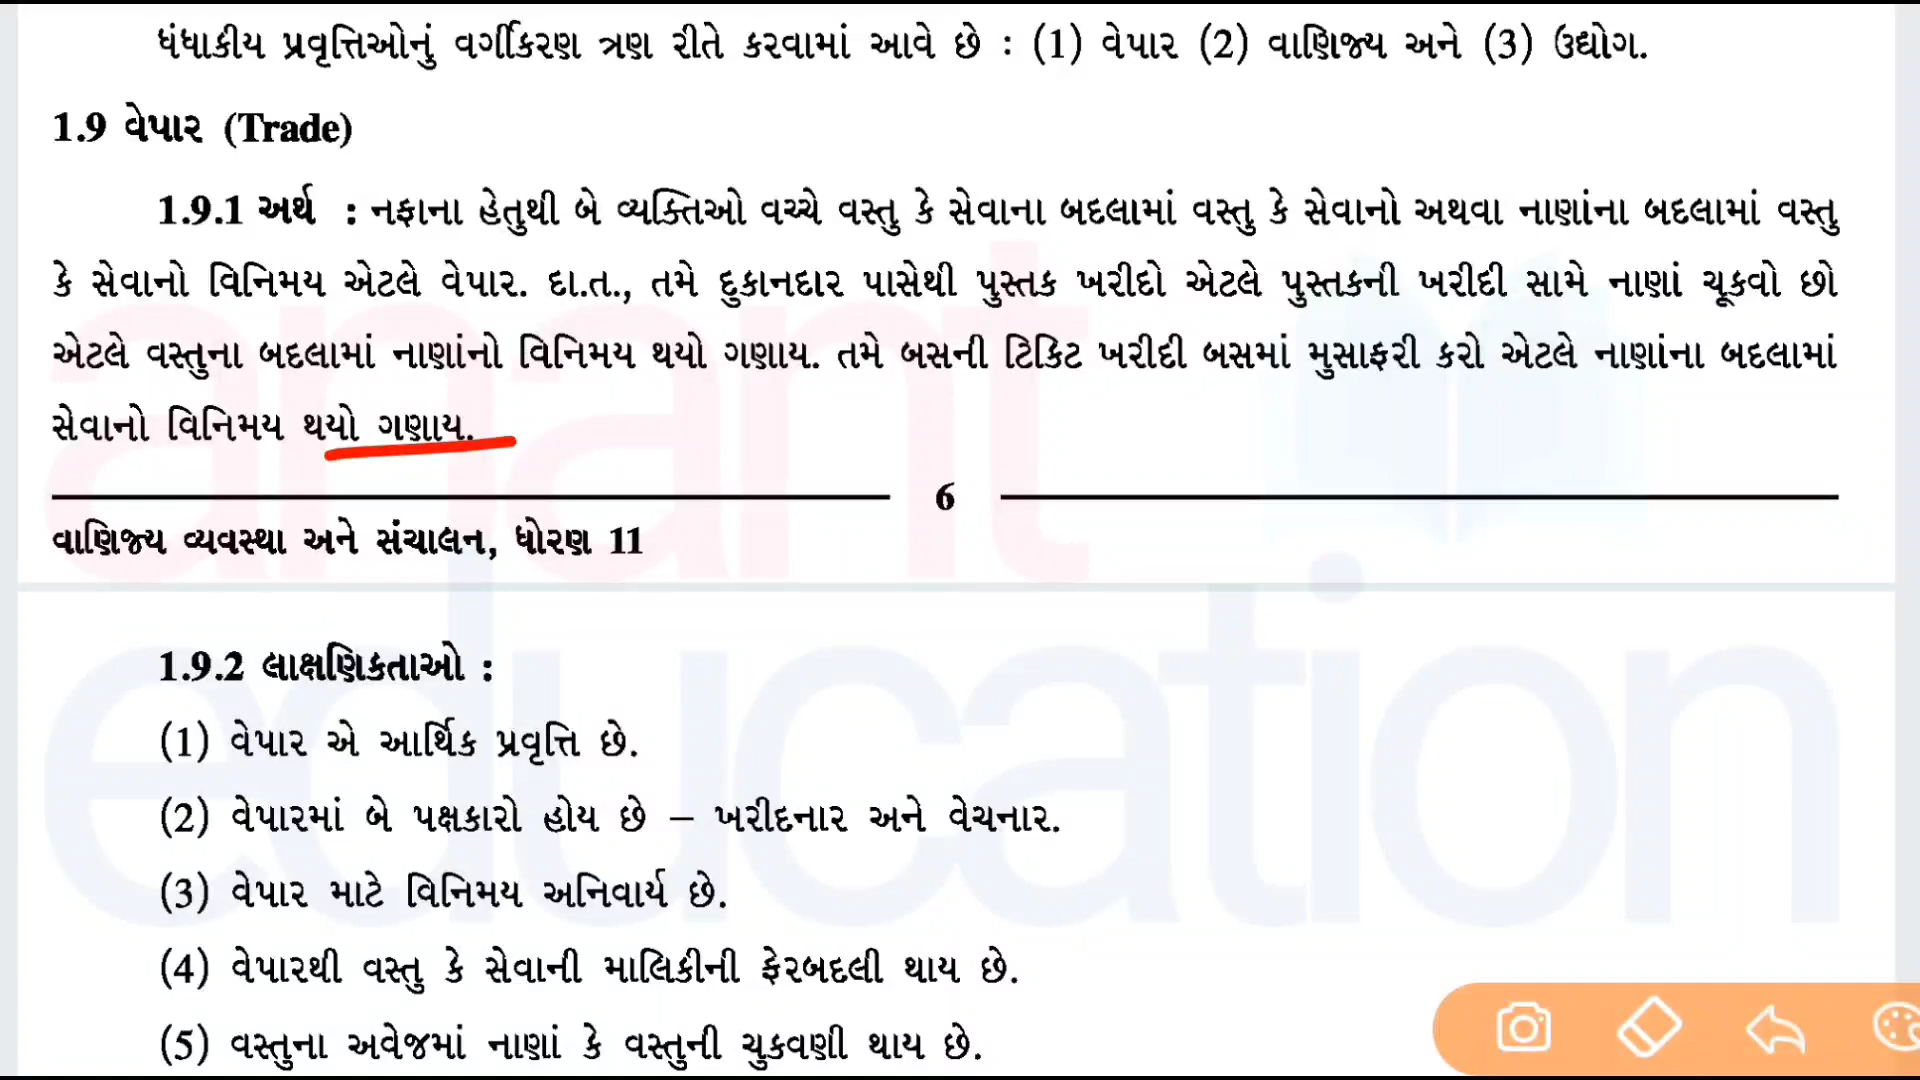 ધંધાકીય પ્રવૃત્તિઓનું વર્ગીકરણ ત્રણ રીતે કરવામાં આવે છે : (1) વેપાર (2) વાણિજ્ય અને (3) ઉદ્યોગ.
1.9 વેપાર (Trade)
1.9.1 અર્થ : નફાના હેતુથી બે વ્યક્તિઓ વચ્ચે વસ્તુ કે સેવાના બદલામાં વસ્તુ કે સેવાનો અથવા નાણાંના બદલામાં વસ્તુ
કે સેવાનો વિનિમય એટલે વેપાર. દા.ત., તમે દુકાનદાર પાસેથી પુસ્તક ખરીદો એટલે પુસ્તકની ખરીદી સામે નાણાં ચૂકવો છો
એટલે વસ્તુના બદલામાં નાણાંનો વિનિમય થયો ગણાય. તમે બસની ટિકિટ ખરીદી બસમાં મુસાફરી કરો એટલે નાણાંના બદલામાં
સેવાનો વિનિમય થયો ગણાય.
6
વાણિજ્ય વ્યવસ્થા અને સંચાલન, ધોરણ 11
anant
education
1.9.2 લાક્ષણિકતાઓ :
(1) વેપાર એ આર્થિક પ્રવૃત્તિ છે.
(2) વેપારમાં બે પક્ષકારો હોય છે – ખરીદનાર અને વેચનાર.
(3) વેપાર માટે વિનિમય અનિવાર્ય છે.
(4) વેપારથી વસ્તુ કે સેવાની માલિકીની ફેરબદલી થાય છે.
(5) વસ્તુના અવેજમાં નાણાં કે વસ્તુની ચુકવણી થાય છે.